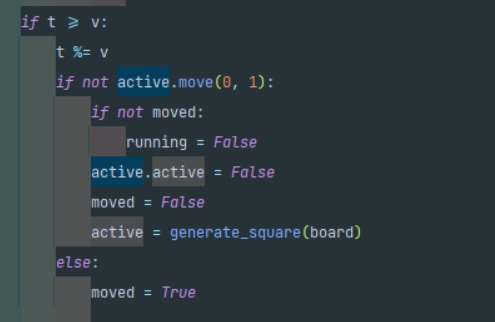 if t ⩾ v:
    t %= v
    if not active.move(0, 1):
        if not moved:
            running = False
        active.active = False
        moved = False
        active = generate_square(board)
    else:
        moved = True